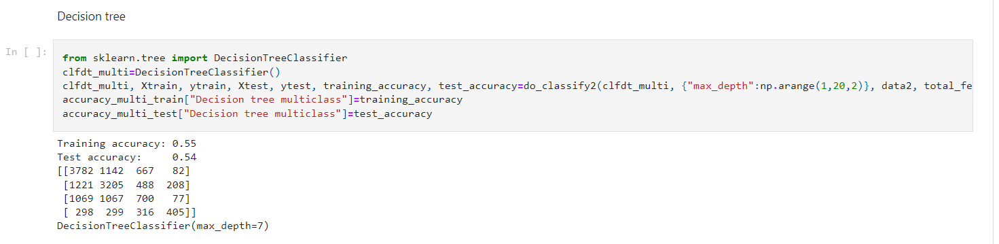 Decision tree
In [ ]:
from sklearn.tree import DecisionTreeClassifier
clfdt_multi=DecisionTreeClassifier()
clfdt_multi, Xtrain, ytrain, Xtest, ytest, training_accuracy, test_accuracy=do_classify2(clfdt_multi, {"max_depth":np.arange(1,20,2)}, data2, total_fe
accuracy_multi_train["Decision tree multiclass"]=training_accuracy
accuracy_multi_test["Decision tree multiclass"]=test_accuracy
Training accuracy: 0.55
Test accuracy:     0.54
[[3782 1142  667   82]
 [1221 3205  488  208]
 [1069 1067  700   77]
 [ 298  299  316  405]]
DecisionTreeClassifier(max_depth=7)